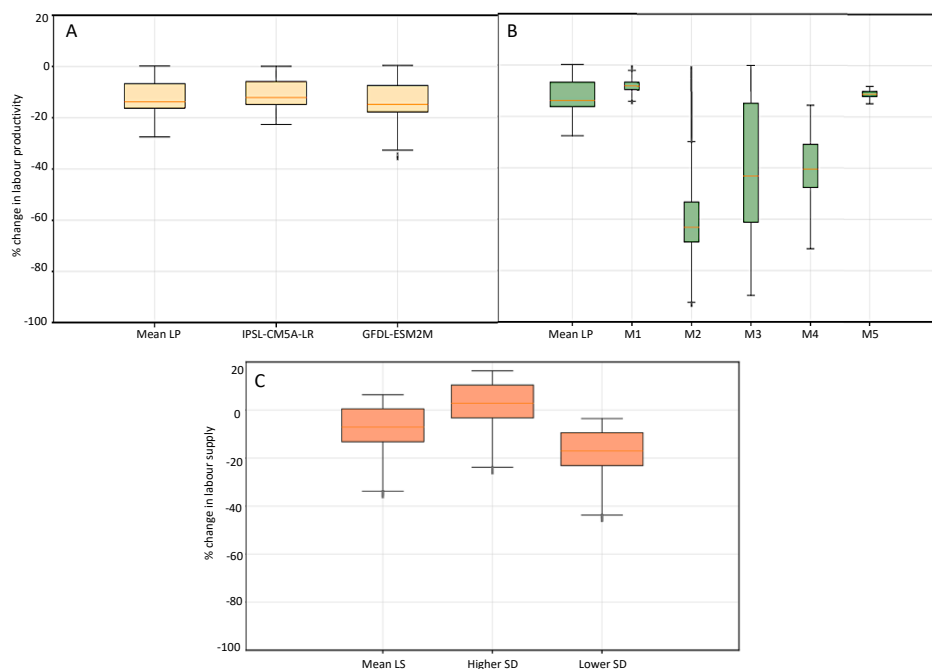 A
% change in labour productivity
20
0
-20
-40
-60
-80
-100
Mean LP IPSL-CM5A-LR GFDL-ESM2M
B
Mean LP M1 M2 M3 M4 M5
C
% change in labour supply
20
0
-20
-40
-60
-80
-100
Mean LS Higher SD Lower SD